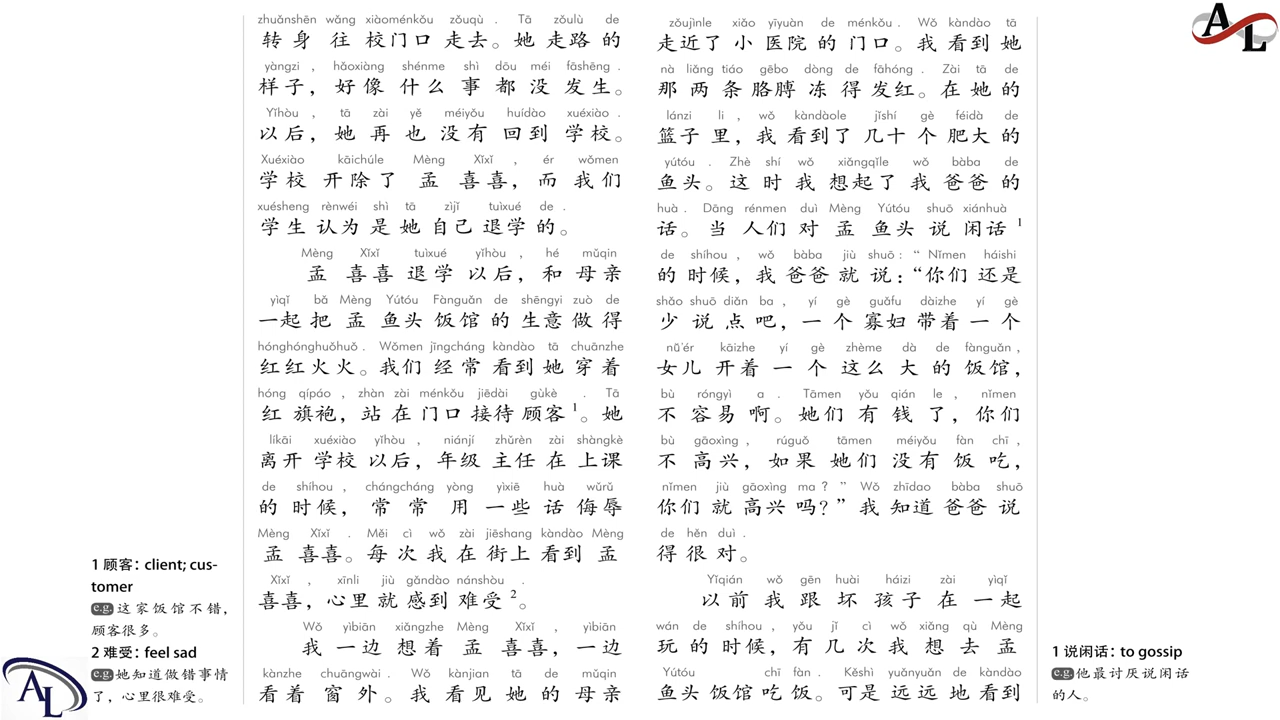 zhuǎnshēn wǎng xiàoménkǒu zǒuqù . Tā zǒulù de
转身 往 校门口 走去。她 走路 的
yàngzi , hǎoxiàng shénme shì dōu méi fāshēng .
样子，好像 什么 事 都 没 发生。
Yǐhòu , tā zài yě méiyǒu huídào xuéxiào .
以后，她 再 也 没有 回到 学校。
Xuéxiào kāichúle Mèng Xǐxǐ , ér wǒmen
学校 开除了 孟 喜喜，而 我们
xuésheng rènwéi shì tā zìjǐ tuìxué de .
学生 认为 是 她 自己 退学 的。
Mèng Xǐxǐ tuìxué yǐhòu , hé mǔqin
孟 喜喜 退学 以后，和 母亲
yìqǐ bǎ Mèng Yútóu Fànguǎn de shēngyi zuò de
一起 把 孟 鱼头 饭馆 的 生意 做 得
hónghónghuǒhuǒ . Wǒmen jīngcháng kàndào tā chuānzhe
红红火火。我们 经常 看到 她 穿着
hóng qípáo , zhàn zài ménkǒu jiēdài gùkè . Tā
红 旗袍，站 在 门口 接待 顾客 1 。她
líkāi xuéxiào yǐhòu , niánjí zhǔrèn zài shàngkè
离开 学校 以后，年级 主任 在 上课
de shíhou , chángcháng yòng yìxiē huà wǔrǔ
的 时候，常常 用 一些 话 侮辱
Mèng Xǐxǐ . Měi cì wǒ zài jiēshang kàndào Mèng
孟 喜喜。每 次 我 在 街上 看到 孟
Xǐxǐ , xīnli jiù gǎndào nánshòu .
喜喜，心里 就 感到 难受 2 。
Wǒ yìbiān xiǎngzhe Mèng Xǐxǐ , yìbiān
我 一边 想着 孟 喜喜，一边
kànzhe chuāngwài . Wǒ kànjian tā de mǔqin
看着 窗外。我 看见 她 的 母亲
1 顾客：client; cus-
tomer
e.g. 这家饭馆不错，
顾客很多。
2 难受：feel sad
e.g. 她知道做错事情
了，心里很难受。
AL
zǒujìnle xiǎo yīyuàn de ménkǒu . Wǒ kàndào tā
走近了 小 医院 的 门口。我 看到 她
nà liǎng tiáo gēbo dòng de fāhóng . Zài tā de
那 两 条 胳膊 冻 得 发红。在 她 的
lánzi li , wǒ kàndàole jǐshí gè féidà de
篮子 里，我 看到了 几十 个 肥大 的
yútóu . Zhè shí wǒ xiǎngqǐle wǒ bàba de
鱼头。这 时 我 想起了 我 爸爸 的
huà . Dāng rénmen duì Mèng Yútóu shuō xiánhuà
话。当 人们 对 孟 鱼头 说 闲话 1
de shíhou , wǒ bàba jiù shuō : “ Nǐmen háishi
的 时候，我 爸爸 就 说：“你们 还是
shǎo shuō diǎn ba , yí gè guǎfu dàizhe yí gè
少 说 点 吧，一 个 寡妇 带着 一 个
nǚ’ér kāizhe yí gè zhème dà de fànguǎn ,
女儿 开着 一 个 这么 大 的 饭馆，
bù róngyì a . Tāmen yǒu qián le , nǐmen
不 容易 啊。她们 有 钱 了，你们
bù gāoxìng , rúguǒ tāmen méiyǒu fàn chī ,
不 高兴，如果 她们 没有 饭 吃，
nǐmen jiù gāoxìng ma ? ” Wǒ zhīdao bàba shuō
你们 就 高兴 吗？” 我 知道 爸爸 说
de hěn duì .
得 很 对。
Yǐqián wǒ gēn huài háizi zài yìqǐ
以前 我 跟 坏 孩子 在 一起
wán de shíhou , yǒu jǐ cì wǒ xiǎng qù Mèng
玩 的 时候，有 几 次 我 想 去 孟
Yútóu chī fàn . Kěshì yuǎnyuǎn de kàndào
鱼头 饭馆 吃 饭。可是 远远 地 看到
1 说闲话：to gossip
e.g. 他最讨厌说闲话
的人。
AL